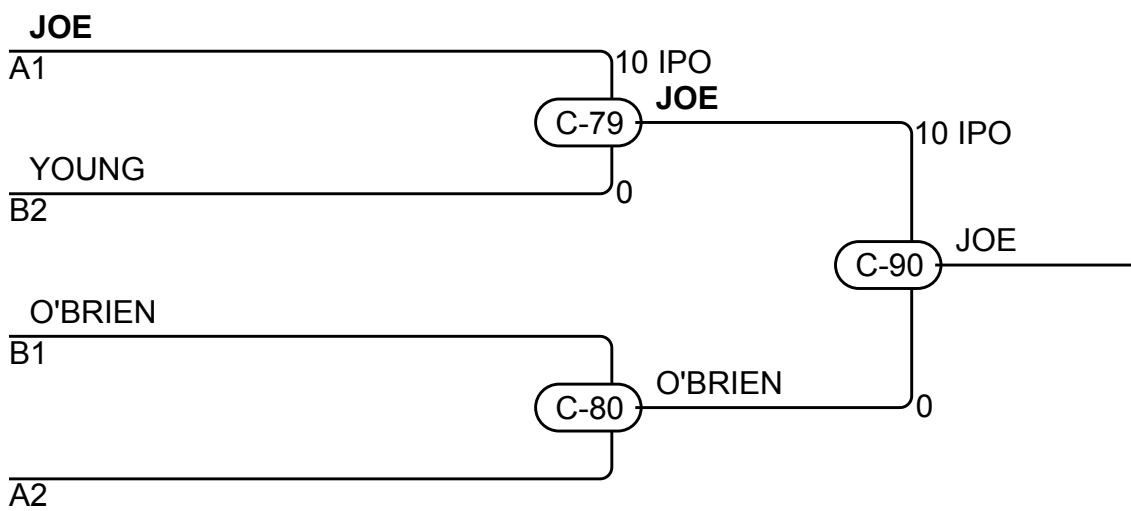 JOE
A1
10 IPO
JOE
C-79
10 IPO
YOUNG
B2
0
JOE
C-90
O'BRIEN
B1
O'BRIEN
C-80
0
A2